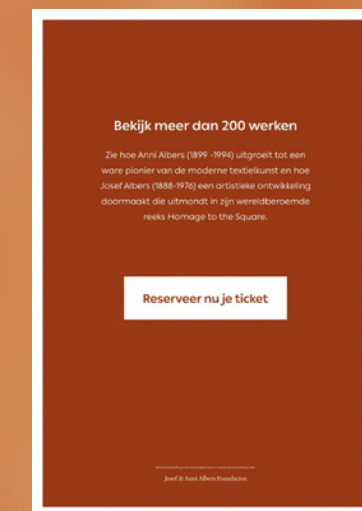 Bekijk meer dan 200 werken
Zie hoe Anni Albers (1899 -1994) uitgroeit tot een
ware pionier van de moderne textielkunst en hoe
Josef Albers (1888-1976) een artistieke ontwikkeling
doormaakt die uitmondt in zijn wereldberoemde
reeks Homage to the Square.
Reserveer nu je ticket
Josef & Anni Albers Foundation